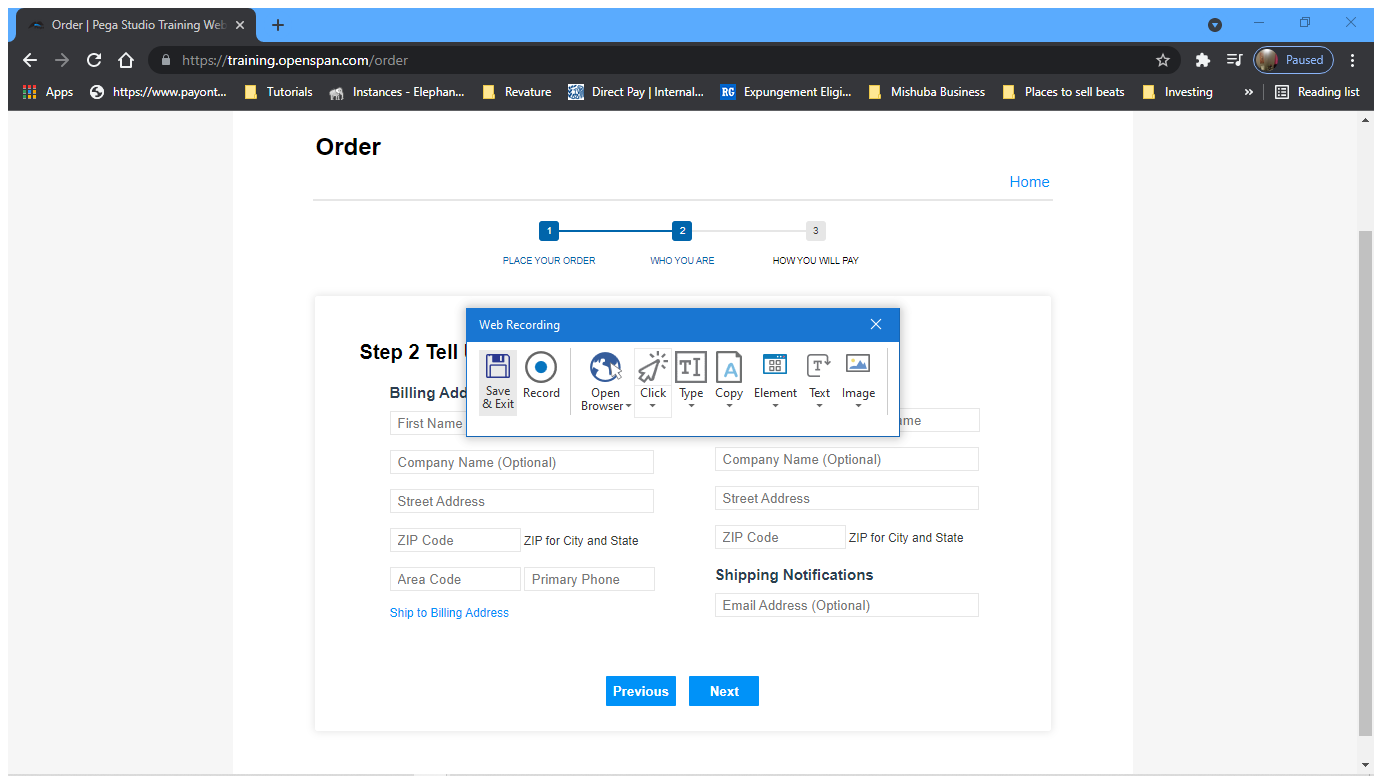 Order | Pega Studio Training Web
https://training.openspan.com/order
Paused
Apps
https://www.payont...
Tutorials
Instances - Elephan...
Revature
Direct Pay | Internal...
RG
Expungement Eligi...
Mishuba Business
Places to sell beats
Investing
»
Reading list
Order
Home
1
2
3
PLACE YOUR ORDER
WHO YOU ARE
HOW YOU WILL PAY
Web Recording
Save & Exit
Record
Open Browser
Click
Type
Copy
Element
Text
Image
Step 2 Tell
Billing Add
First Name
ame
Company Name (Optional)
Company Name (Optional)
Street Address
Street Address
ZIP Code
ZIP for City and State
ZIP Code
ZIP for City and State
Area Code
Primary Phone
Shipping Notifications
Email Address (Optional)
Ship to Billing Address
Previous
Next